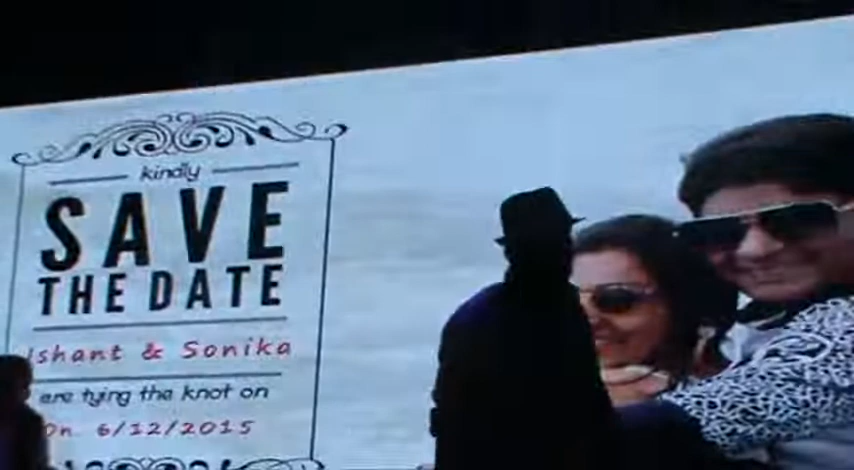 kindly
SAVE
THE DATE
Ishant & Sonika
are tying the knot on
On 6/12/2015